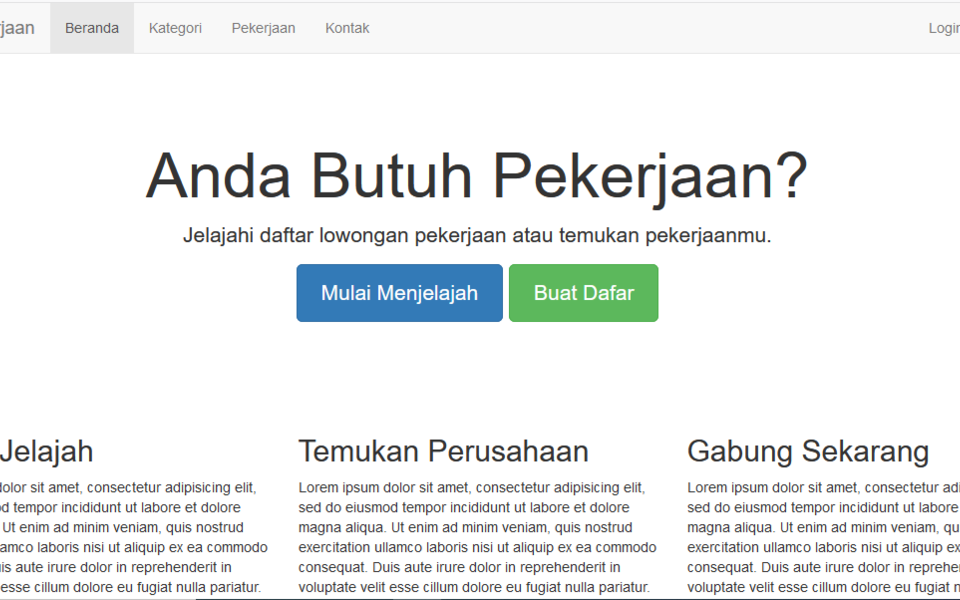 jaan Beranda Kategori Pekerjaan Kontak Login
Anda Butuh Pekerjaan?
Jelajahi daftar lowongan pekerjaan atau temukan pekerjaanmu.
Mulai Menjelajah Buat Dafar
Jelajah
dolor sit amet, consectetur adipisicing elit,
tempor incididunt ut labore et dolore
Ut enim ad minim veniam, quis nostrud
ullamco laboris nisi ut aliquip ex ea commodo
aute irure dolor in reprehenderit in
esse cillum dolore eu fugiat nulla pariatur.
Temukan Perusahaan
Lorem ipsum dolor sit amet, consectetur adipisicing elit,
sed do eiusmod tempor incididunt ut labore et dolore
magna aliqua. Ut enim ad minim veniam, quis nostrud
exercitation ullamco laboris nisi ut aliquip ex ea commodo
consequat. Duis aute irure dolor in reprehenderit in
voluptate velit esse cillum dolore eu fugiat nulla pariatur.
Gabung Sekarang
Lorem ipsum dolor sit amet, consectetur
sed do eiusmod tempor incididunt ut labore
magna aliqua. Ut enim ad minim veniam,
exercitation ullamco laboris nisi ut aliquip
consequat. Duis aute irure dolor in
voluptate velit esse cillum dolore eu fugiat